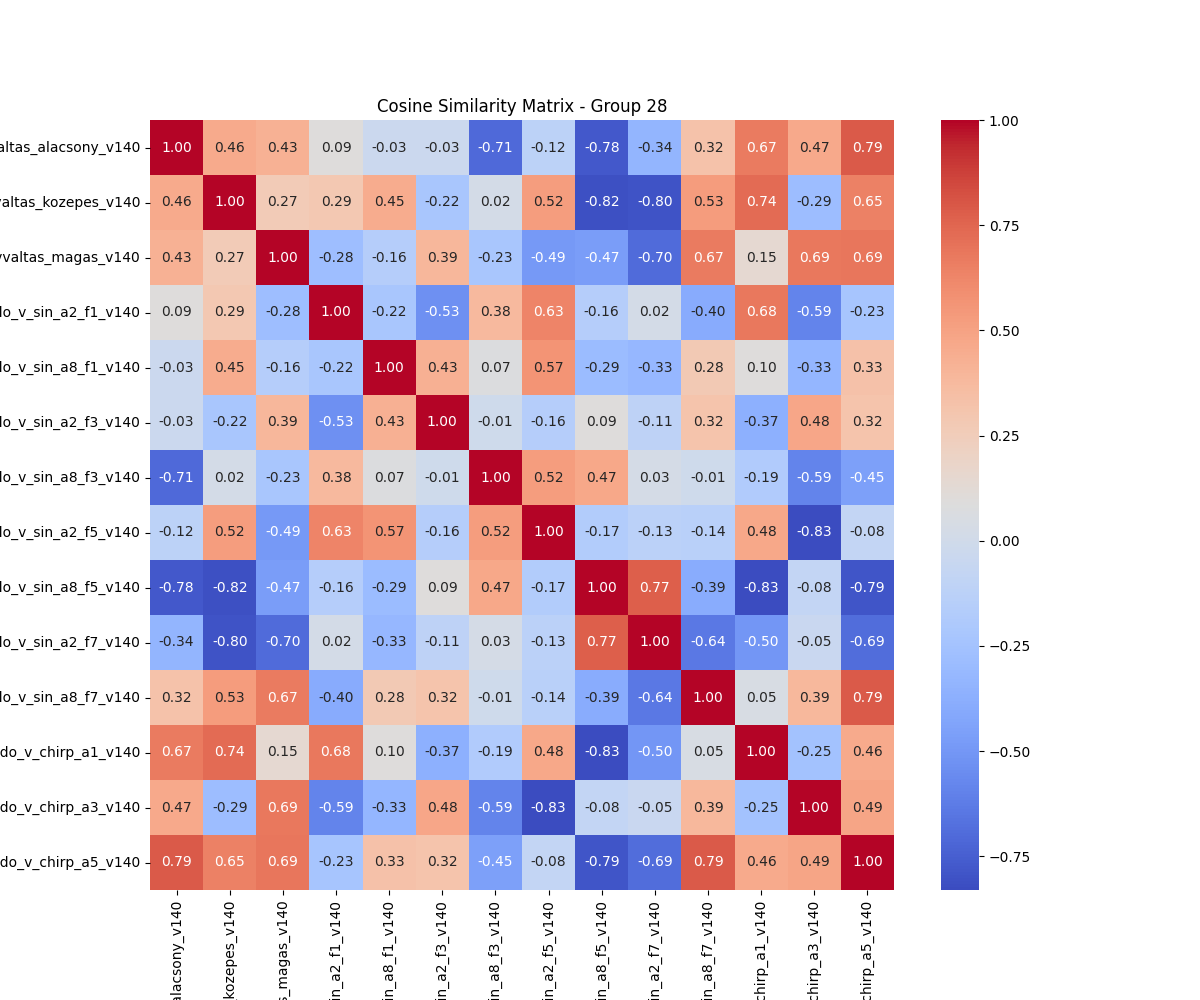 Cosine Similarity Matrix - Group 28
altas_alacsony_v140 1.00 0.46 0.43 0.09 -0.03 -0.03 -0.71 -0.12 -0.78 -0.34 0.32 0.67 0.47 0.79
valtas_kozepes_v140 0.46 1.00 0.27 0.29 0.45 -0.22 0.02 0.52 -0.82 -0.80 0.53 0.74 -0.29 0.65
vvaltas_magas_v140 0.43 0.27 1.00 -0.28 -0.16 0.39 -0.23 -0.49 -0.47 -0.70 0.67 0.15 0.69 0.69
do_v_sin_a2_f1_v140 0.09 0.29 -0.28 1.00 -0.22 -0.53 0.38 0.63 -0.16 0.02 -0.40 0.68 -0.59 -0.23
do_v_sin_a8_f1_v140 -0.03 0.45 -0.16 -0.22 1.00 0.43 0.07 0.57 -0.29 -0.33 0.28 0.10 -0.33 0.33
do_v_sin_a2_f3_v140 -0.03 -0.22 0.39 -0.53 0.43 1.00 -0.01 -0.16 0.09 -0.11 0.32 -0.37 0.48 0.32
do_v_sin_a8_f3_v140 -0.71 0.02 -0.23 0.38 0.07 -0.01 1.00 0.52 0.47 0.03 -0.01 -0.19 -0.59 -0.45
do_v_sin_a2_f5_v140 -0.12 0.52 -0.49 0.63 0.57 -0.16 0.52 1.00 -0.17 -0.13 -0.14 0.48 -0.83 -0.08
do_v_sin_a8_f5_v140 -0.78 -0.82 -0.47 -0.16 -0.29 0.09 0.47 -0.17 1.00 0.77 -0.39 -0.83 -0.08 -0.79
do_v_sin_a2_f7_v140 -0.34 -0.80 -0.70 0.02 -0.33 -0.11 0.03 -0.13 0.77 1.00 -0.64 -0.50 -0.05 -0.69
do_v_sin_a8_f7_v140 0.32 0.53 0.67 -0.40 0.28 0.32 -0.01 -0.14 -0.39 -0.64 1.00 0.05 0.39 0.79
do_v_chirp_a1_v140 0.67 0.74 0.15 0.68 0.10 -0.37 -0.19 0.48 -0.83 -0.50 0.05 1.00 -0.25 0.46
do_v_chirp_a3_v140 0.47 -0.29 0.69 -0.59 -0.33 0.48 -0.59 -0.83 -0.08 -0.05 0.39 -0.25 1.00 0.49
do_v_chirp_a5_v140 0.79 0.65 0.69 -0.23 0.33 0.32 -0.45 -0.08 -0.79 -0.69 0.79 0.46 0.49 1.00
alacsony_v140
kozepes_v140
s_magas_v140
in_a2_f1_v140
in_a8_f1_v140
in_a2_f3_v140
in_a8_f3_v140
in_a2_f5_v140
in_a8_f5_v140
in_a2_f7_v140
in_a8_f7_v140
chirp_a1_v140
chirp_a3_v140
chirp_a5_v140
1.00
0.75
0.50
0.25
0.00
−0.25
−0.50
−0.75